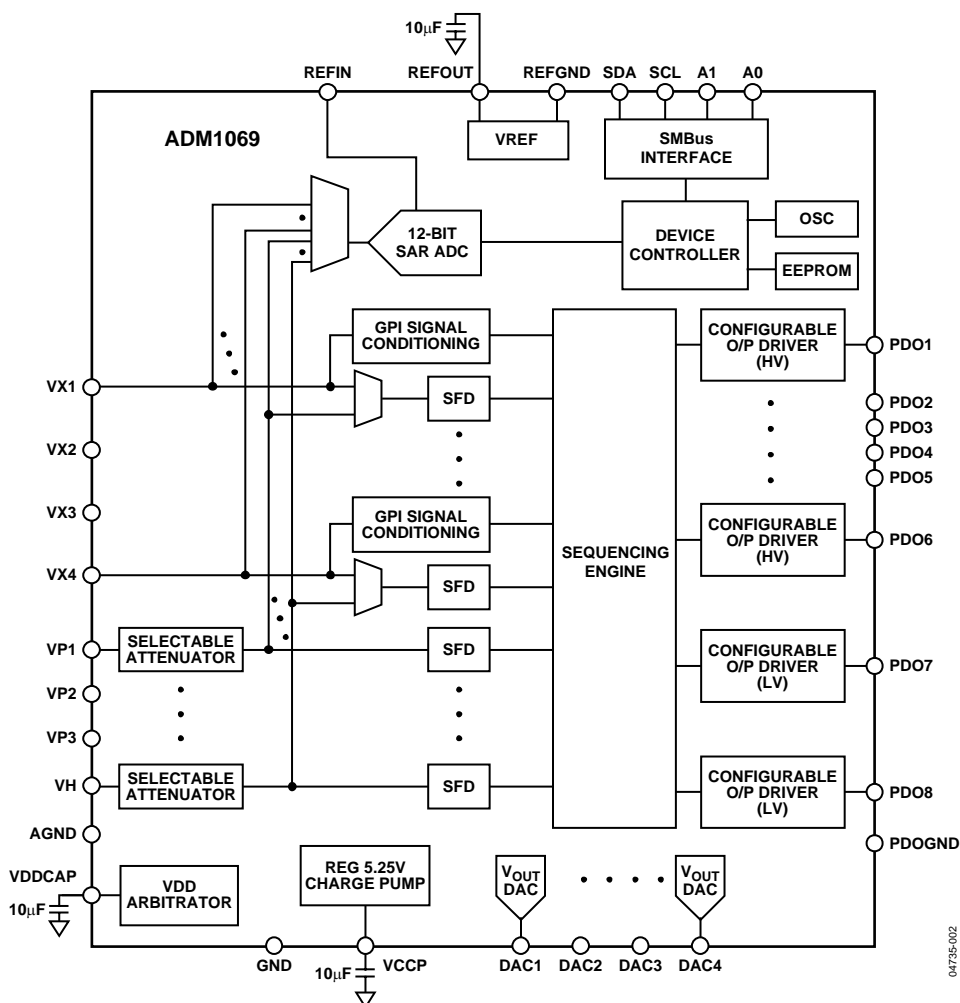 10µF
REFIN
REFOUT
REFGND
SDA
SCL
A1
A0
ADM1069
VREF
SMBus
INTERFACE
12-BIT
SAR ADC
DEVICE
CONTROLLER
OSC
EEPROM
GPI SIGNAL
CONDITIONING
CONFIGURABLE
O/P DRIVER
(HV)
PDO1
VX1
SFD
PDO2
PDO3
VX2
PDO4
PDO5
VX3
GPI SIGNAL
CONDITIONING
SEQUENCING
ENGINE
CONFIGURABLE
O/P DRIVER
(HV)
PDO6
VX4
SFD
VP1
SELECTABLE
ATTENUATOR
SFD
CONFIGURABLE
O/P DRIVER
(LV)
PDO7
VP2
VP3
VH
SELECTABLE
ATTENUATOR
SFD
CONFIGURABLE
O/P DRIVER
(LV)
PDO8
AGND
PDOGND
VDDCAP
10µF
VDD
ARBITRATOR
REG 5.25V
CHARGE PUMP
VOUT
DAC
VOUT
DAC
GND
10µF
VCCP
DAC1
DAC2
DAC3
DAC4
04735-002